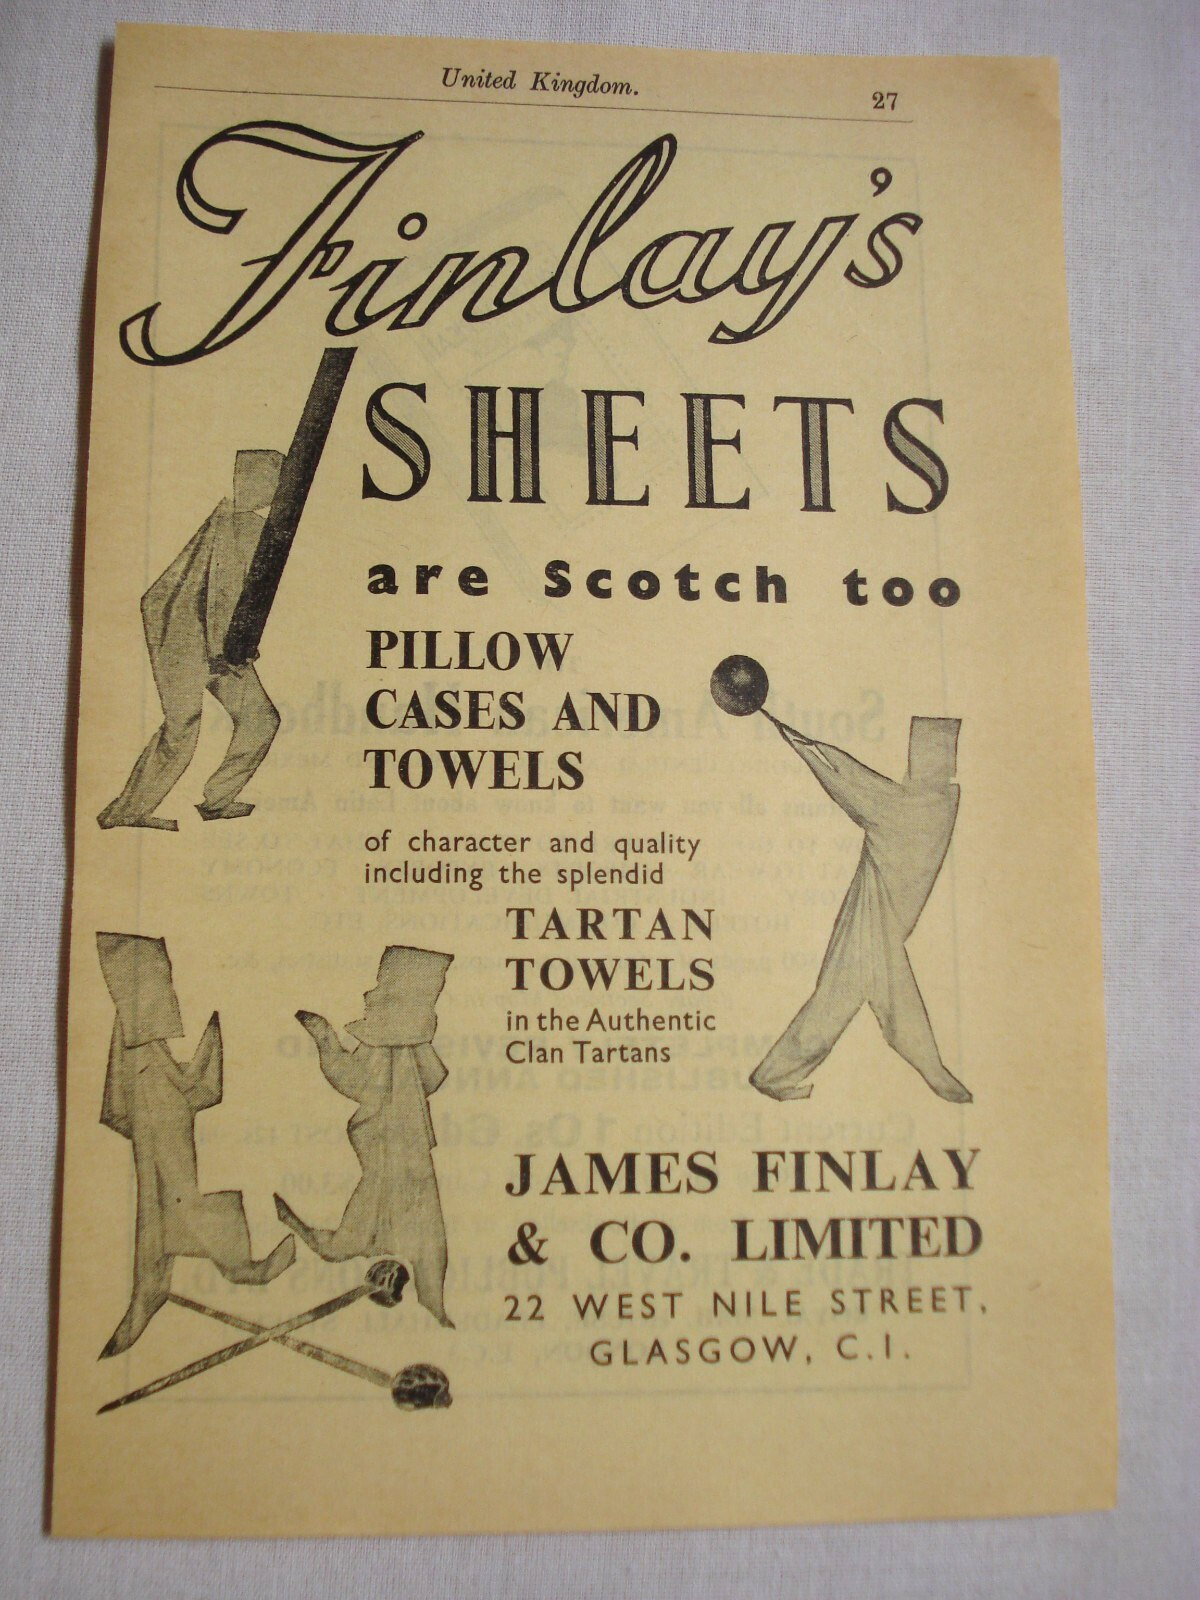 United Kingdom.
27
Finlay's
SHEETS
are Scotch too
PILLOW
CASES AND
TOWELS
of character and quality
including the splendid
TARTAN
TOWELS
in the Authentic
Clan Tartans
JAMES FINLAY
& CO. LIMITED
22 WEST NILE STREET,
GLASGOW, C.I.